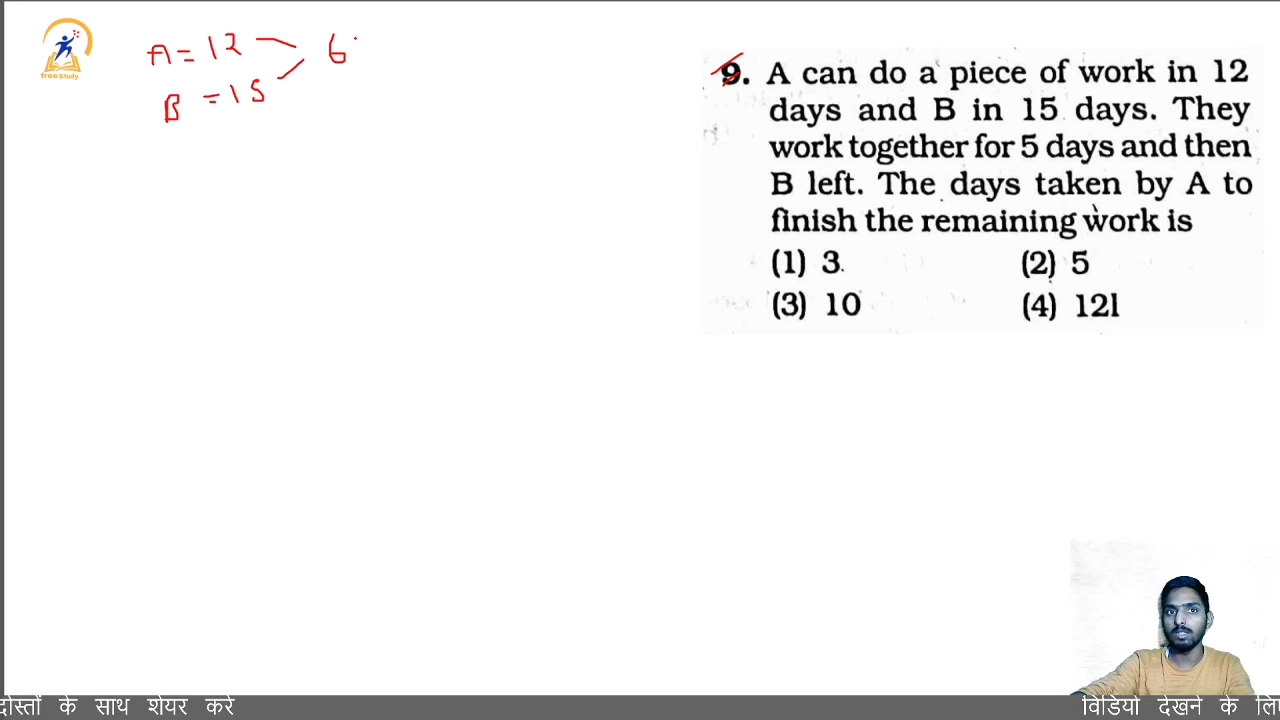 free study
A = 12
6
B = 15
9. A can do a piece of work in 12
days and B in 15 days. They
work together for 5 days and then
B left. The days taken by A to
finish the remaining work is
(1) 3 (2) 5
(3) 10 (4) 12l
दोस्तों के साथ शेयर करे
विडियो देखने के लि